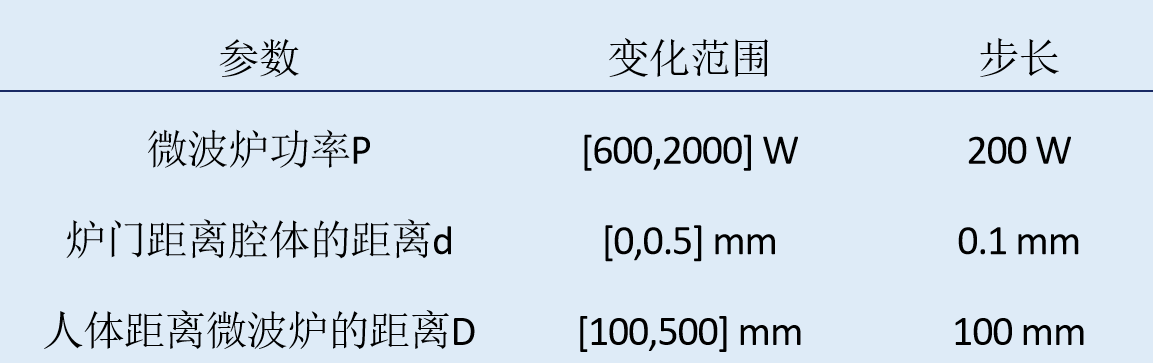 参数 变化范围 步长
微波炉功率P [600,2000] W 200 W
炉门距离腔体的距离d [0,0.5] mm 0.1 mm
人体距离微波炉的距离D [100,500] mm 100 mm